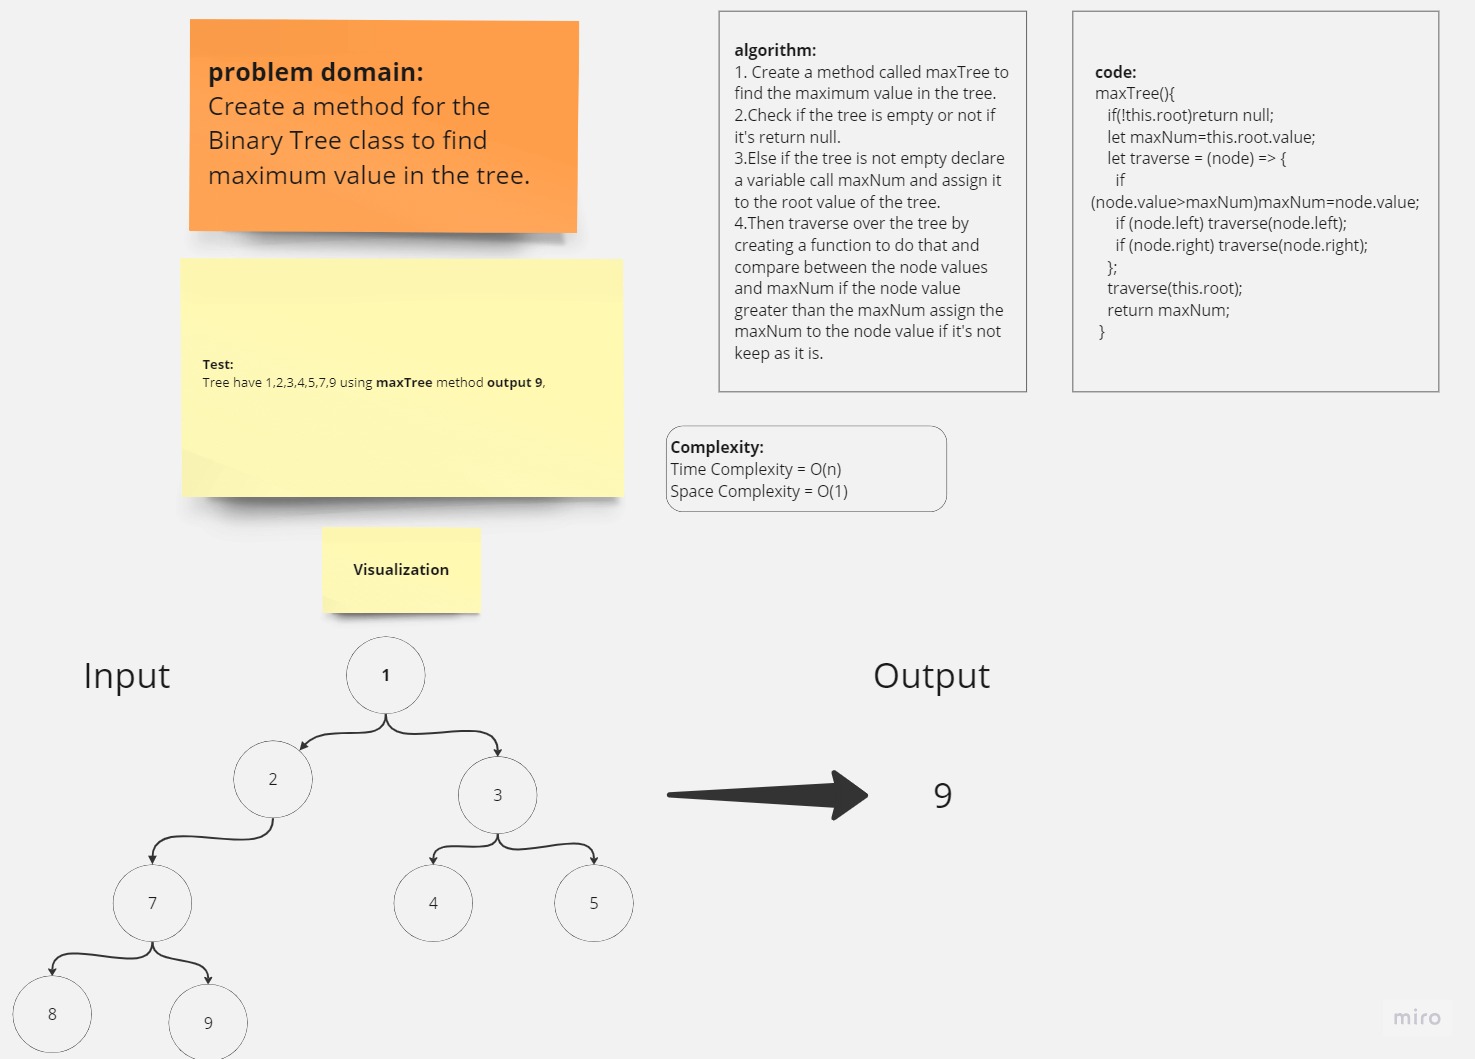 problem domain:
Create a method for the
Binary Tree class to find
maximum value in the tree.
Test:
Tree have 1,2,3,4,5,7,9 using maxTree method output 9,
algorithm:
1. Create a method called maxTree to
find the maximum value in the tree.
2.Check if the tree is empty or not if
it's return null.
3.Else if the tree is not empty declare
a variable call maxNum and assign it
to the root value of the tree.
4.Then traverse over the tree by
creating a function to do that and
compare between the node values
and maxNum if the node value
greater than the maxNum assign the
maxNum to the node value if it's not
keep as it is.
code:
maxTree(){
if(!this.root)return null;
let maxNum=this.root.value;
let traverse = (node) => {
if
(node.value>maxNum)maxNum=node.value;
if (node.left) traverse(node.left);
if (node.right) traverse(node.right);
};
traverse(this.root);
return maxNum;
}
Complexity:
Time Complexity = O(n)
Space Complexity = O(1)
Visualization
Input
1
2
3
7
4
5
8
9
Output
9
miro